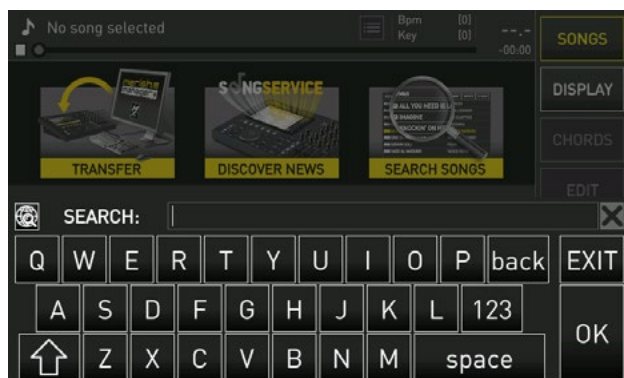 No song selected
Bpm [0]
Key [0]
--.-
-00:00
SONGS
DISPLAY
CHORDS
EDIT
SONGSERVICE
TRANSFER
DISCOVER NEWS
SEARCH SONGS
SEARCH:
Q W E R T Y U I O P back EXIT
A S D F G H J K L 123
OK
Z X C V B N M space